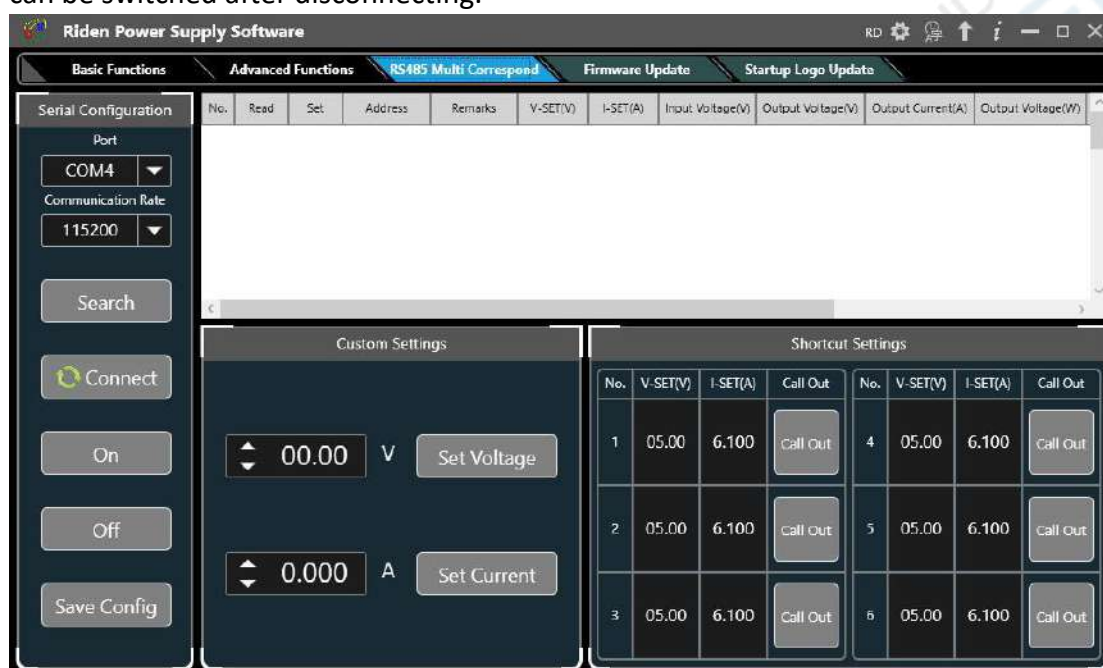 can be switched after disconnecting.
Riden Power Supply Software RD i
Basic Functions Advanced Functions RS485 Multi Correspond Firmware Update Startup Logo Update
Serial Configuration
Port
COM4
Communication Rate
115200
Search
Connect
On
Off
Save Config
No. Read Set Address Remarks V-SET(V) I-SET(A) Input Voltage(V) Output Voltage(V) Output Current(A) Output Voltage(W)
Custom Settings
00.00 V Set Voltage
0.000 A Set Current
Shortcut Settings
No. V-SET(V) I-SET(A) Call Out No. V-SET(V) I-SET(A) Call Out
1 05.00 6.100 Call Out 4 05.00 6.100 Call Out
2 05.00 6.100 Call Out 5 05.00 6.100 Call Out
3 05.00 6.100 Call Out 6 05.00 6.100 Call Out